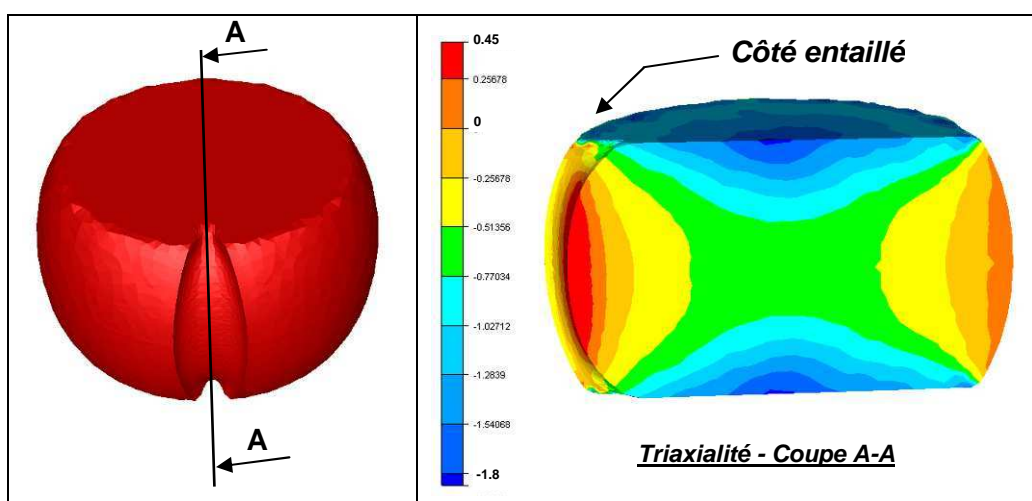 A
A
0.45
0.25678
0
-0.25678
-0.51356
-0.77034
-1.02712
-1.2839
-1.54068
-1.8
Côté entaillé
Triaxialité - Coupe A-A